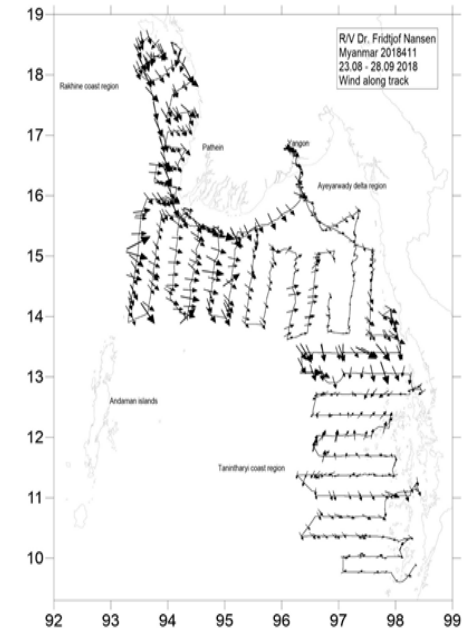 R/V Dr. Fridtjof Nansen
Myanmar 2018411
23.08 - 28.09 2018
Wind along track
Rakhine coast region
Pathein
Yangon
Ayeyarwady delta region
Andaman islands
Tanintharyi coast region
19
18
17
16
15
14
13
12
11
10
92 93 94 95 96 97 98 99